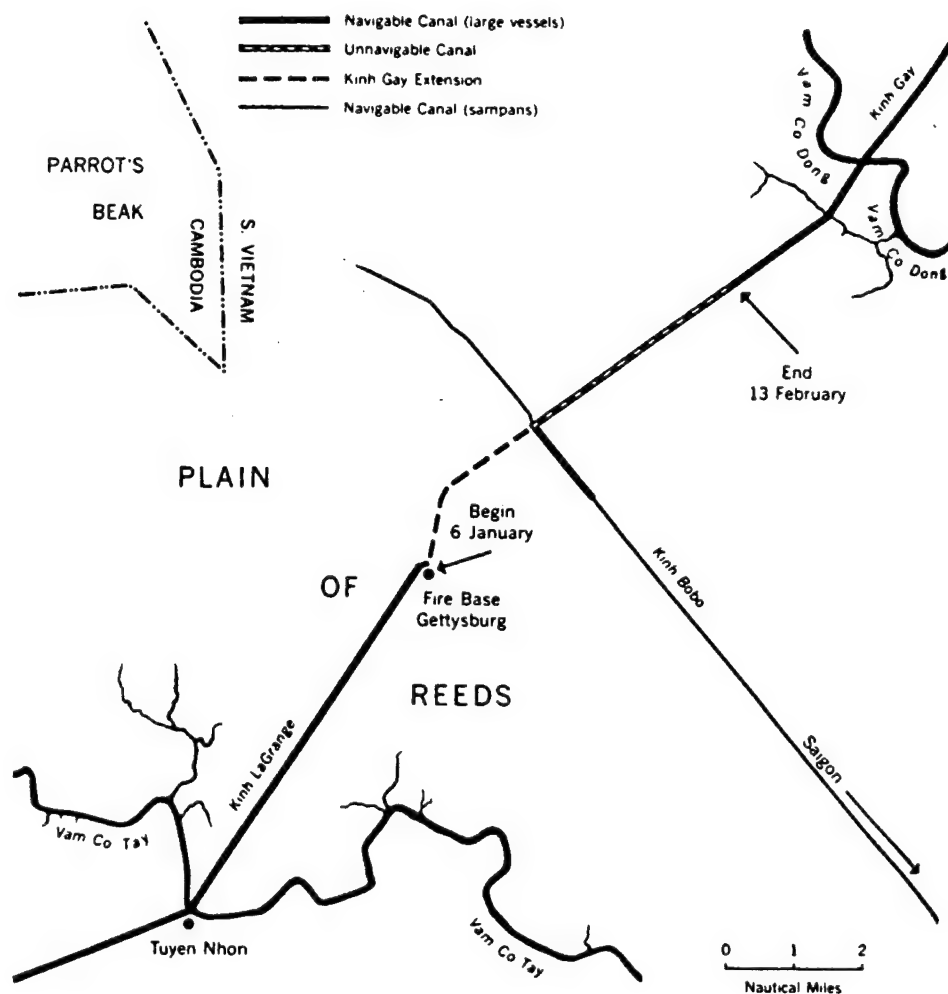 Navigable Canal (large vessels)
Unnavigable Canal
Kinh Gay Extension
Navigable Canal (sampans)
Vam Co Dong
Kinh Gay
PARROT'S
BEAK
CAMBODIA
S. VIETNAM
Vam Co Dong
End
13 February
PLAIN
Begin
6 January
OF
Fire Base
Gettysburg
Kinh Bobo
REEDS
Kinh LaGrange
Saigon
Vam Co Tay
Vam Co Tay
Tuyen Nhon
0 1 2
Nautical Miles